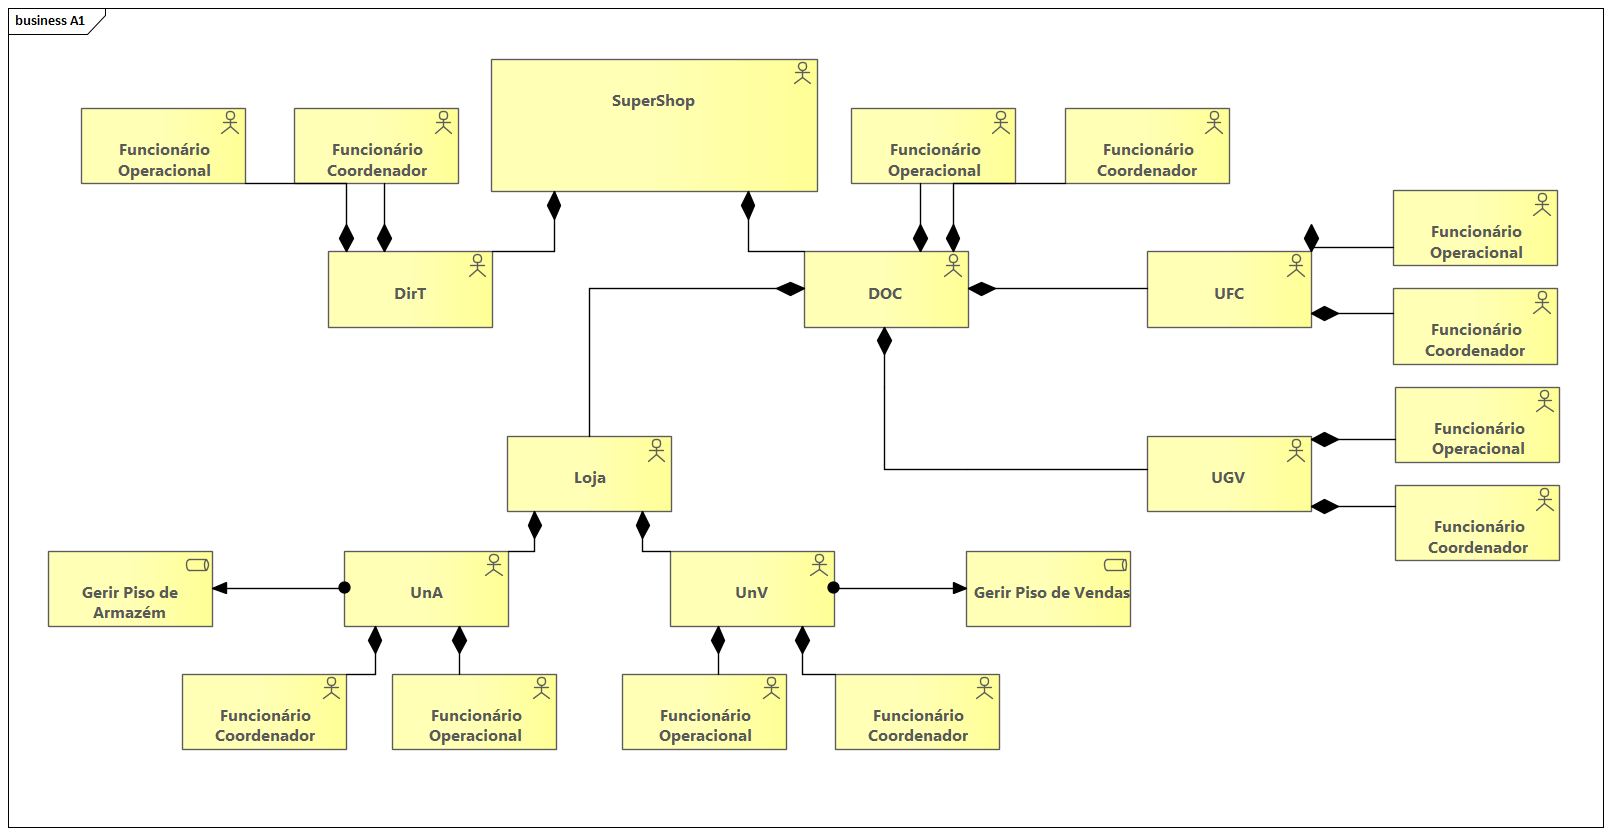 business A1
SuperShop
Funcionário
Operacional
Funcionário
Coordenador
Funcionário
Operacional
Funcionário
Coordenador
Funcionário
Operacional
DirT
DOC
UFC
Funcionário
Coordenador
Funcionário
Operacional
Loja
UGV
Funcionário
Coordenador
Gerir Piso de
Armazém
UnA
UnV
Gerir Piso de Vendas
Funcionário
Coordenador
Funcionário
Operacional
Funcionário
Operacional
Funcionário
Coordenador